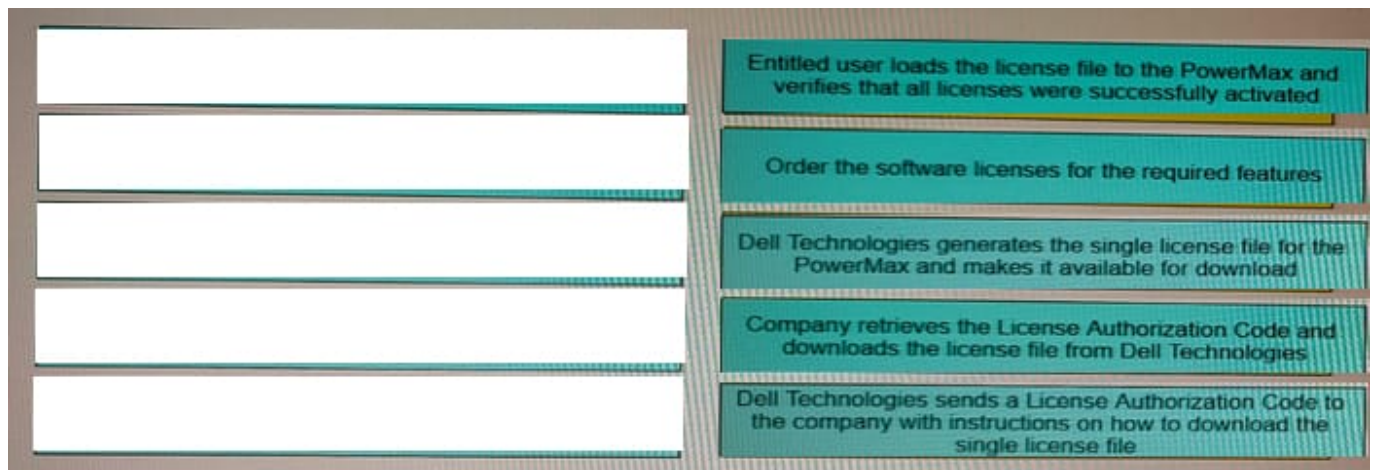 Entitled user loads the license file to the PowerMax and
verifies that all licenses were successfully activated
Order the software licenses for the required features
Dell Technologies generates the single license file for the
PowerMax and makes it available for download
Company retrieves the License Authorization Code and
downloads the license file from Dell Technologies
Dell Technologies sends a License Authorization Code to
the company with instructions on how to download the
single license file